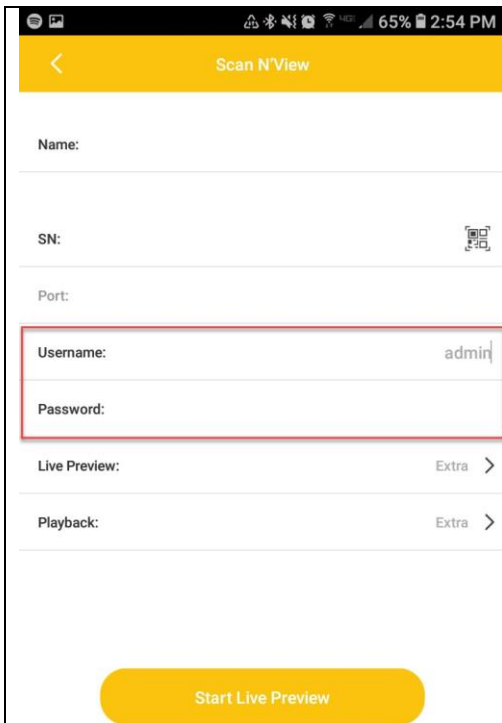 65% 2:54 PM
Scan N'View
Name:
SN:
Port:
Username: admin
Password:
Live Preview: Extra
Playback: Extra
Start Live Preview